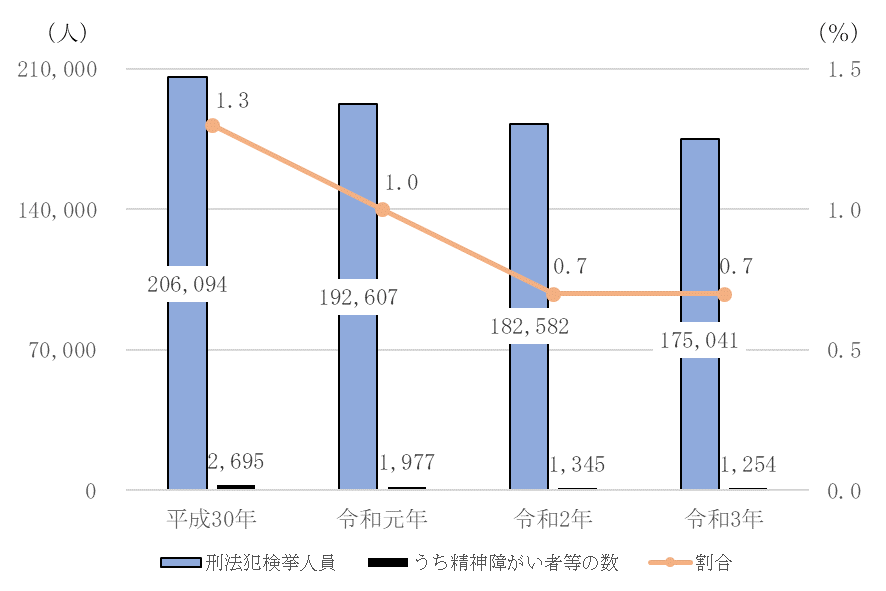 （人）
（%）
210,000
1.5
1.3
1.0
140,000
1.0
0.7
0.7
206,094
192,607
182,582
175,041
70,000
0.5
2,695
1,977
1,345
1,254
0
0.0
平成30年
令和元年
令和2年
令和3年
刑法犯検挙人員
うち精神障がい者等の数
割合